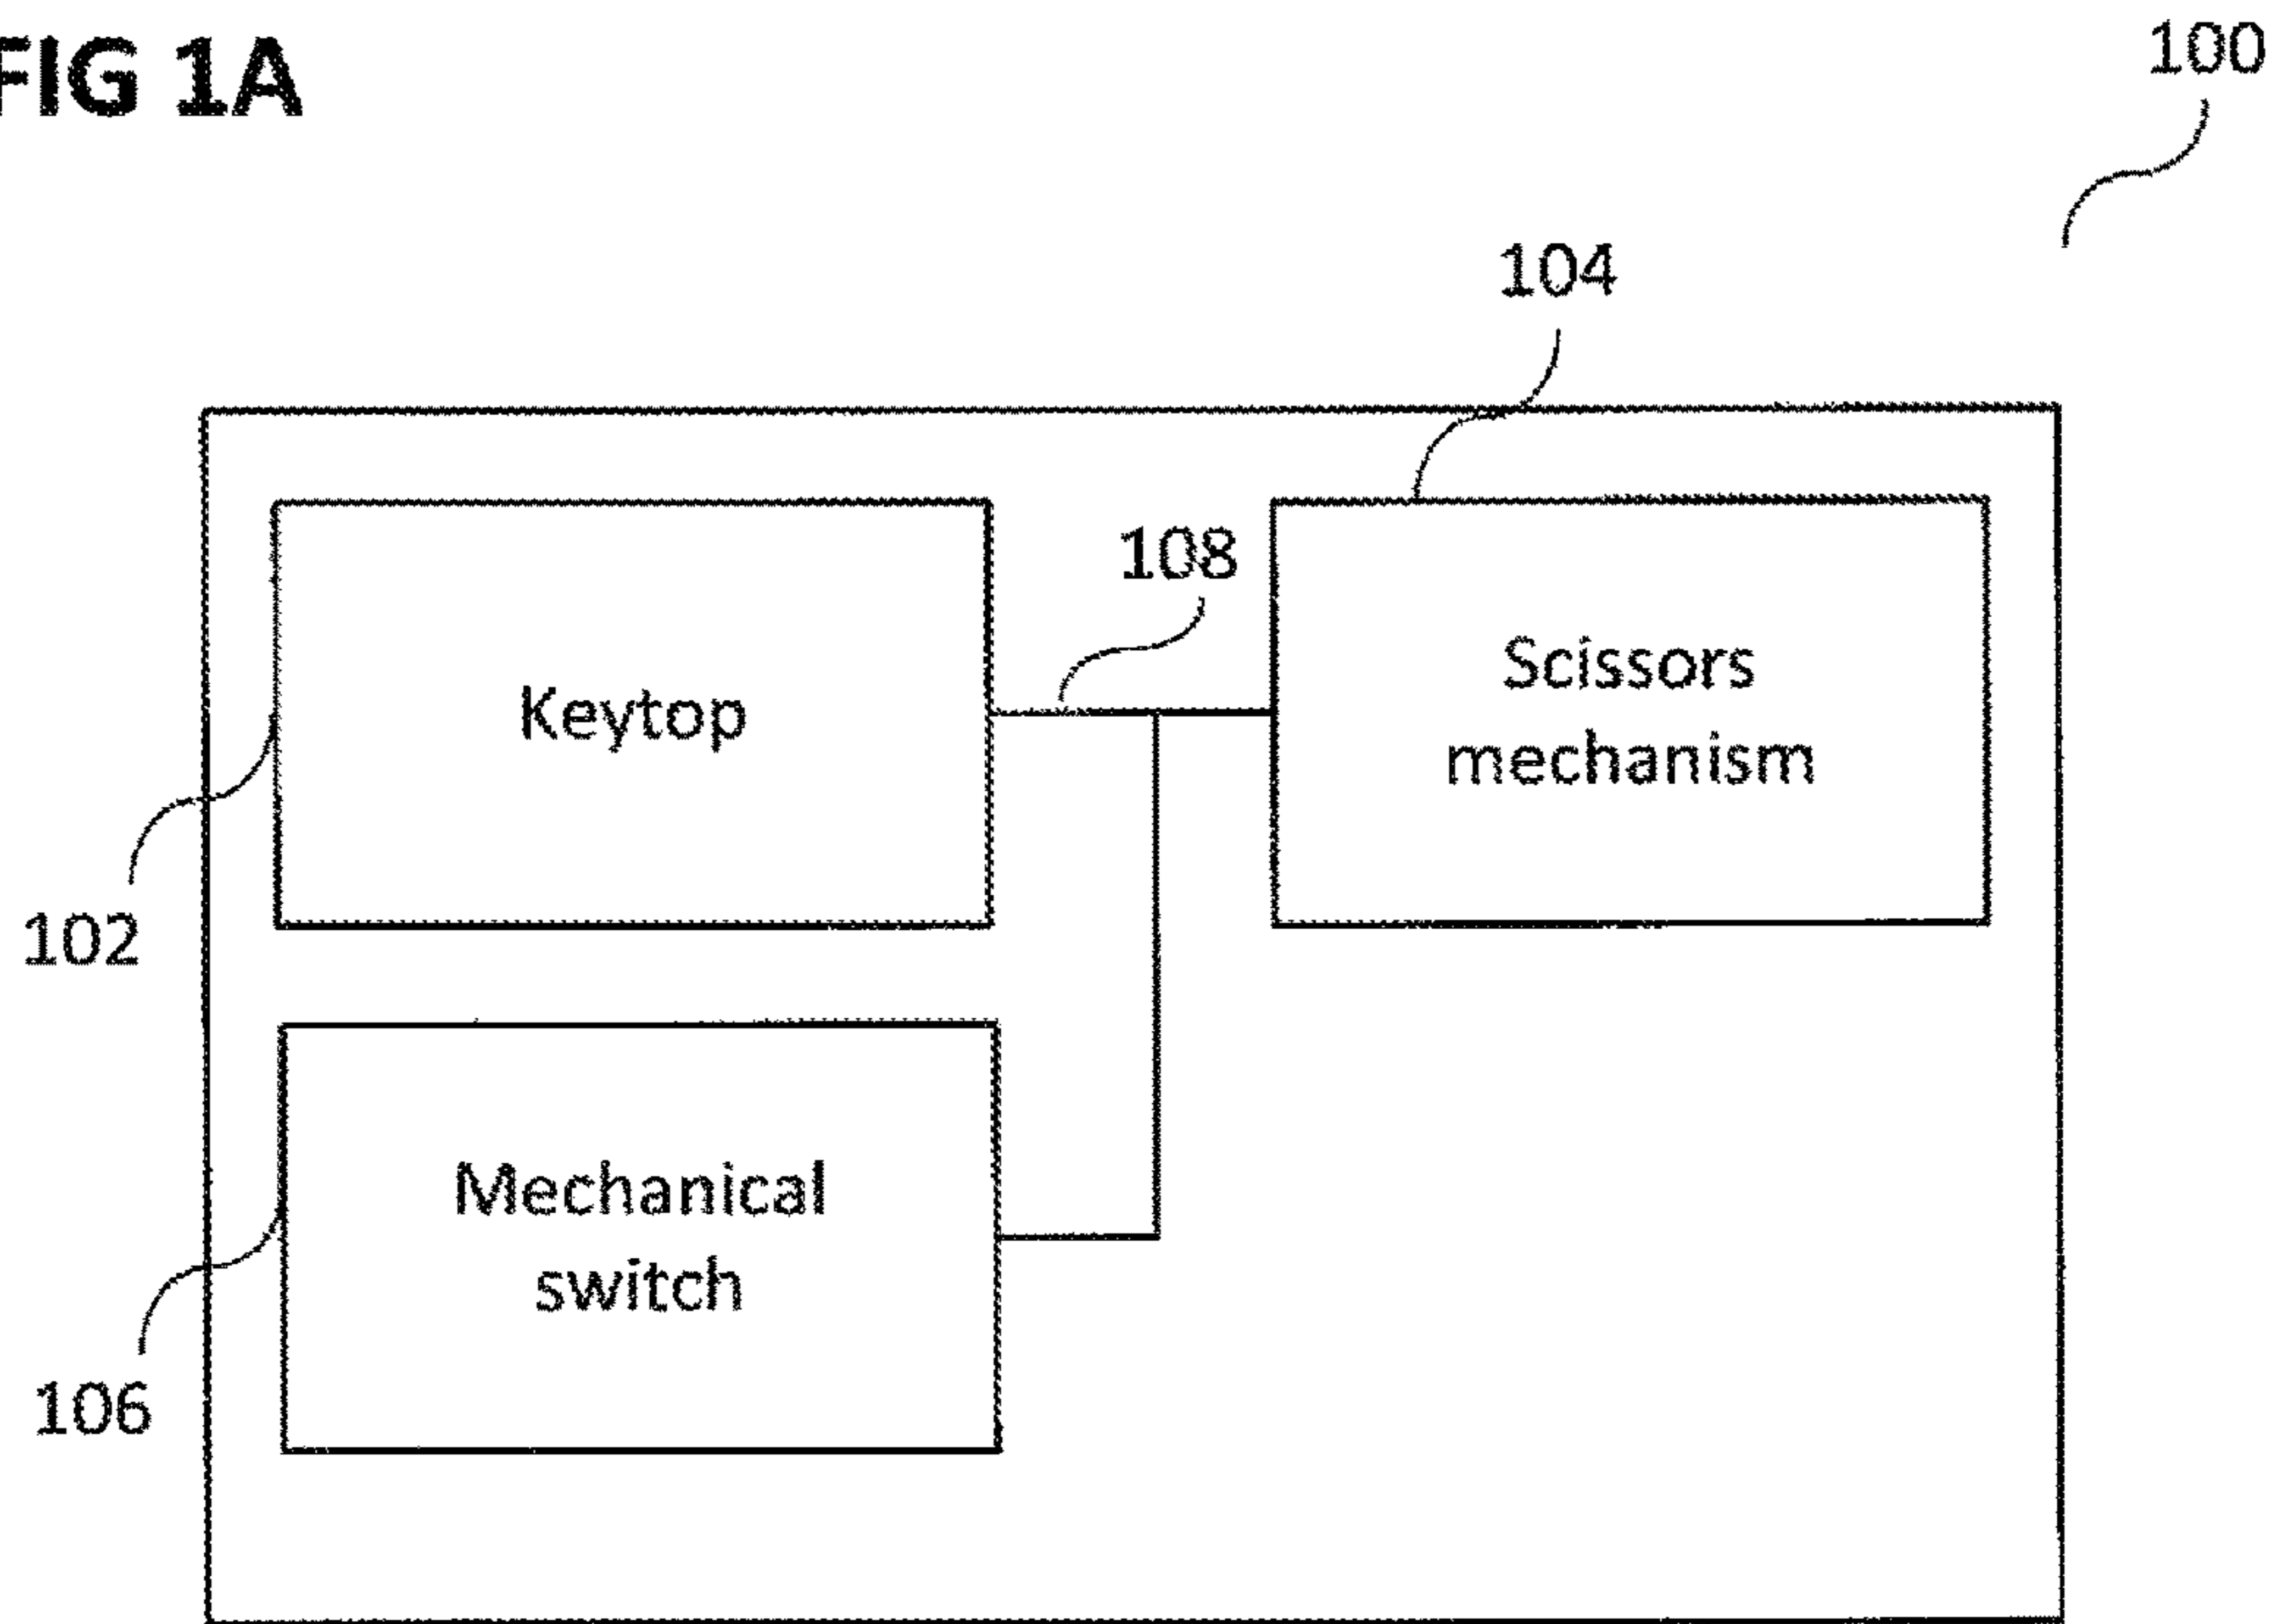 FIG 1A
100
104
108
Keytop
Scissors
mechanism
102
Mechanical
switch
106